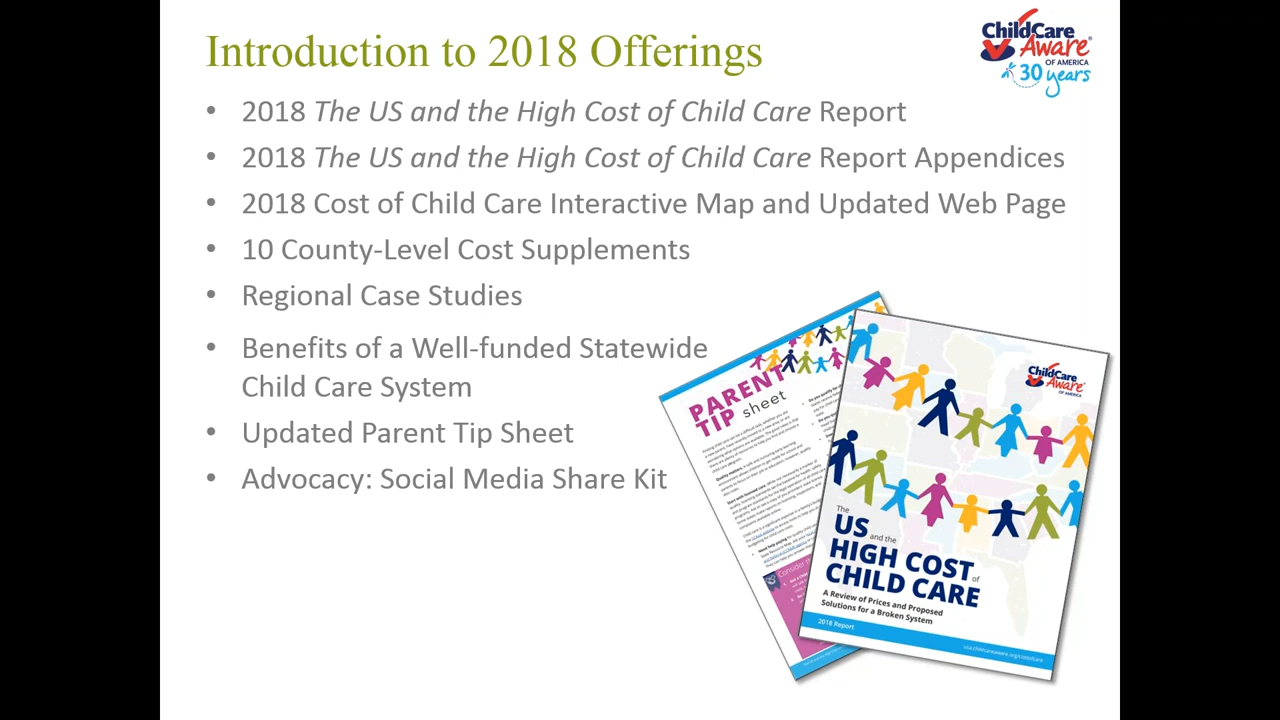 Introduction to 2018 Offerings
ChildCare
Aware®
OF AMERICA
30 years
• 2018 The US and the High Cost of Child Care Report
• 2018 The US and the High Cost of Child Care Report Appendices
• 2018 Cost of Child Care Interactive Map and Updated Web Page
• 10 County-Level Cost Supplements
• Regional Case Studies
• Benefits of a Well-funded Statewide
Child Care System
• Updated Parent Tip Sheet
• Advocacy: Social Media Share Kit
PARENT
TIP sheet
ChildCare
Aware
OF AMERICA
The
US and the
HIGH COST of
CHILD CARE
A Review of Prices and Proposed
Solutions for a Broken System
2018 Report